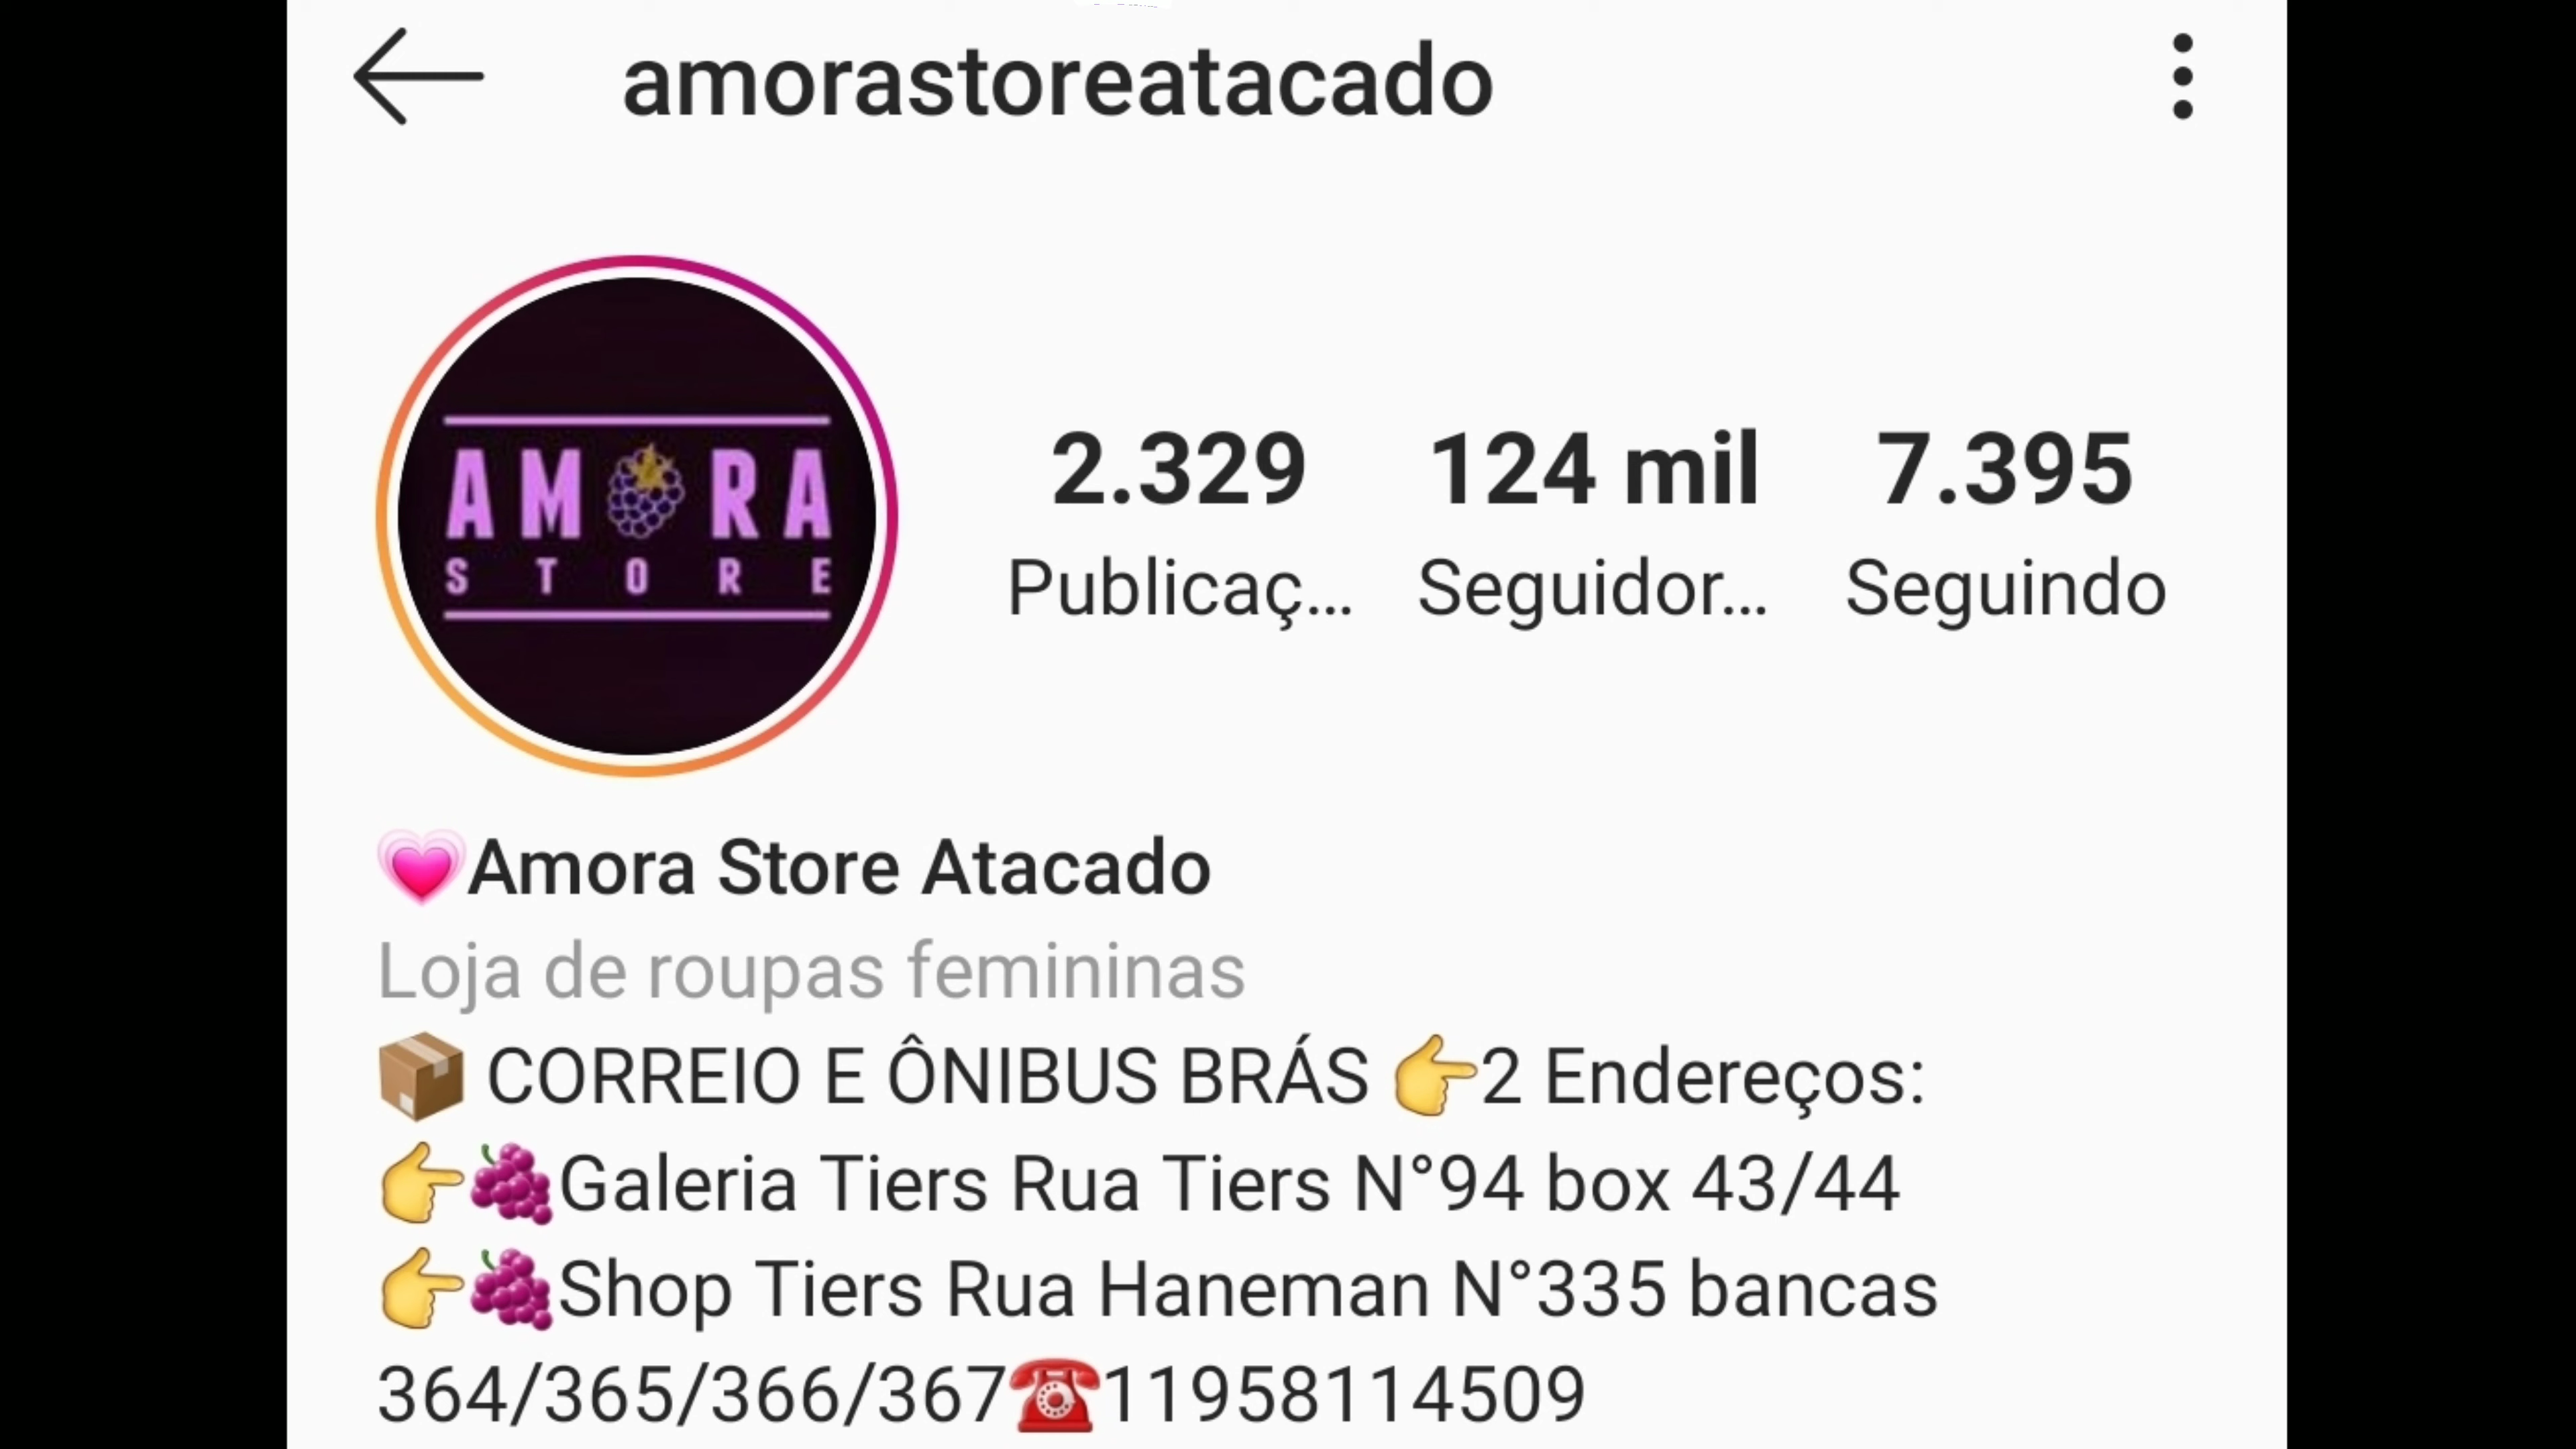 amorastoreatacado
AMORA
STORE
2.329 124 mil 7.395
Publicaç... Seguidor... Seguindo
💗Amora Store Atacado
Loja de roupas femininas
📦 CORREIO E ÔNIBUS BRÁS 👉2 Endereços:
👉🍇Galeria Tiers Rua Tiers N°94 box 43/44
👉🍇Shop Tiers Rua Haneman N°335 bancas
364/365/366/367☎️11958114509